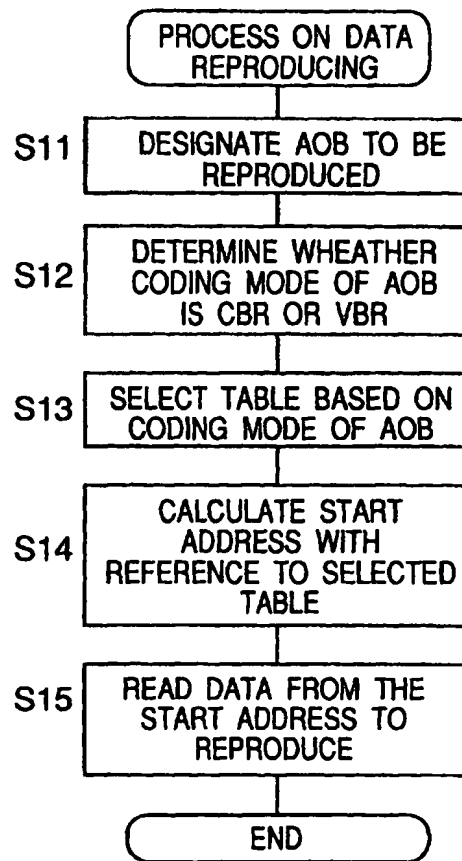 PROCESS ON DATA
REPRODUCING
S11
DESIGNATE AOB TO BE
REPRODUCED
S12
DETERMINE WHEATHER
CODING MODE OF AOB
IS CBR OR VBR
S13
SELECT TABLE BASED ON
CODING MODE OF AOB
S14
CALCULATE START
ADDRESS WITH
REFERENCE TO SELECTED
TABLE
S15
READ DATA FROM THE
START ADDRESS TO
REPRODUCE
END